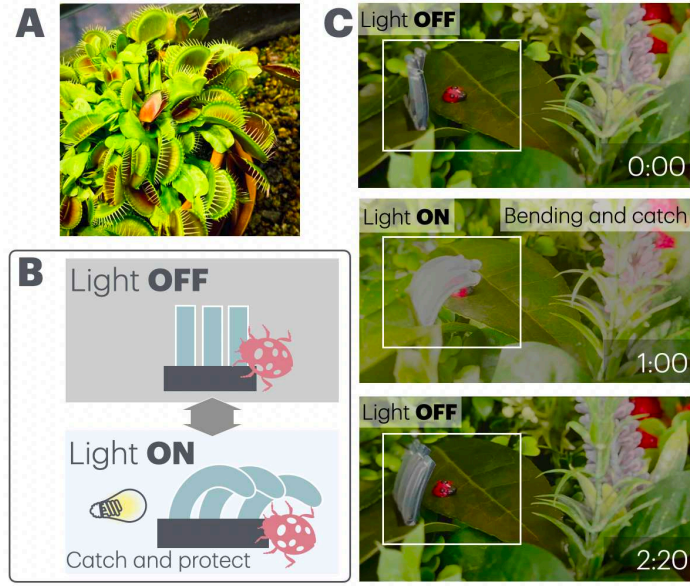 A
B
Light OFF
Light ON
Catch and protect
C
Light OFF
0:00
Light ON
Bending and catch
1:00
Light OFF
2:20